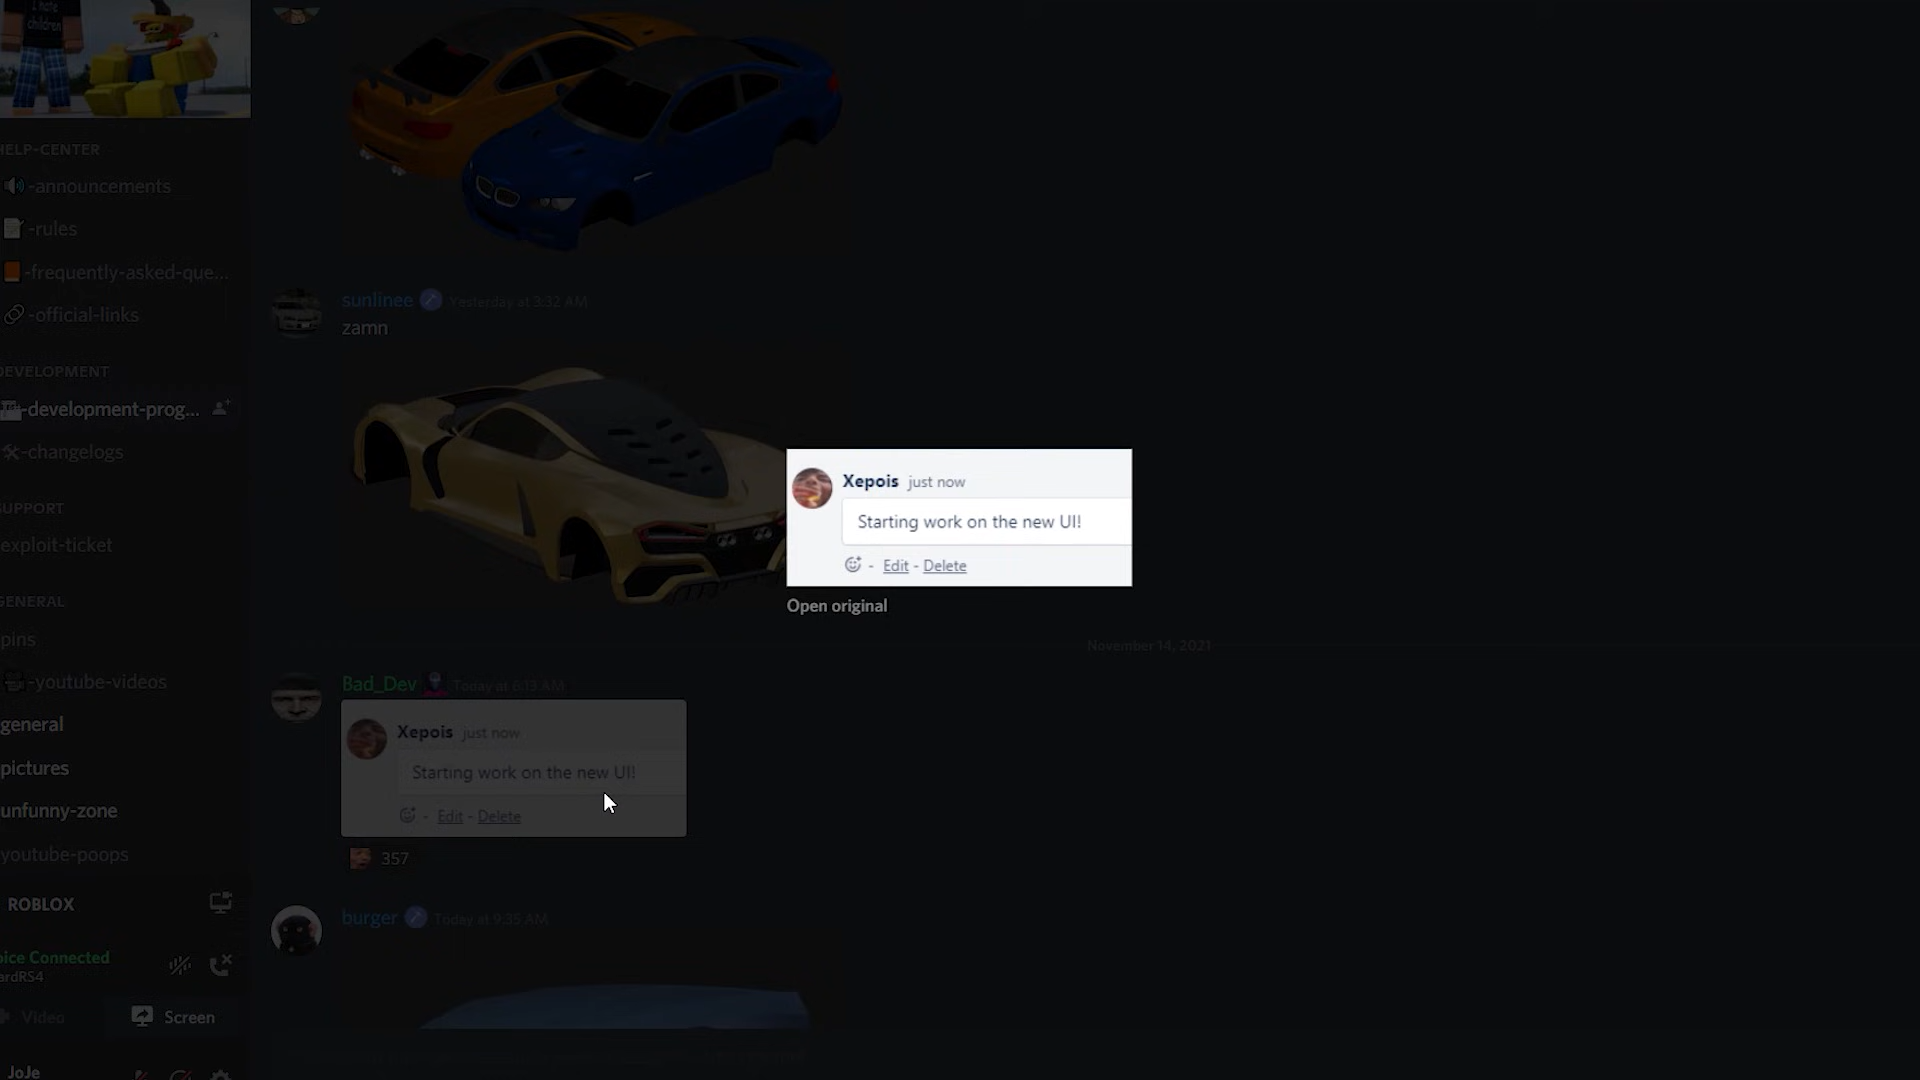 I hate
children
HELP-CENTER
-announcements
-rules
-frequently-asked-que...
-official-links
DEVELOPMENT
-development-prog...
-changelogs
SUPPORT
exploit-ticket
GENERAL
pins
-youtube-videos
general
pictures
unfunny-zone
youtube-poops
ROBLOX
oice Connected
ardRS4
Video
Screen
JoJe
sunlinee Yesterday at 3:32 AM
zamn
Xepois just now
Starting work on the new UI!
- Edit - Delete
Open original
November 14, 2021
Bad_Dev Today at 6:13 AM
Xepois just now
Starting work on the new UI!
- Edit - Delete
357
burger Today at 9:35 AM